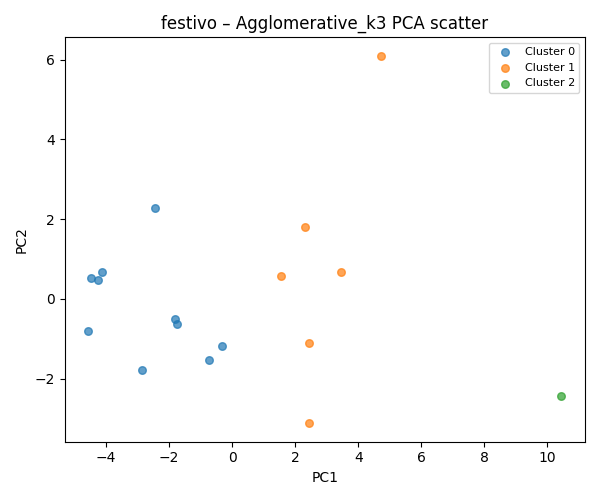 festivo – Agglomerative_k3 PCA scatter
Cluster 0
Cluster 1
Cluster 2
6
4
2
0
−2
PC2
−4
−2
0
2
4
6
8
10
PC1